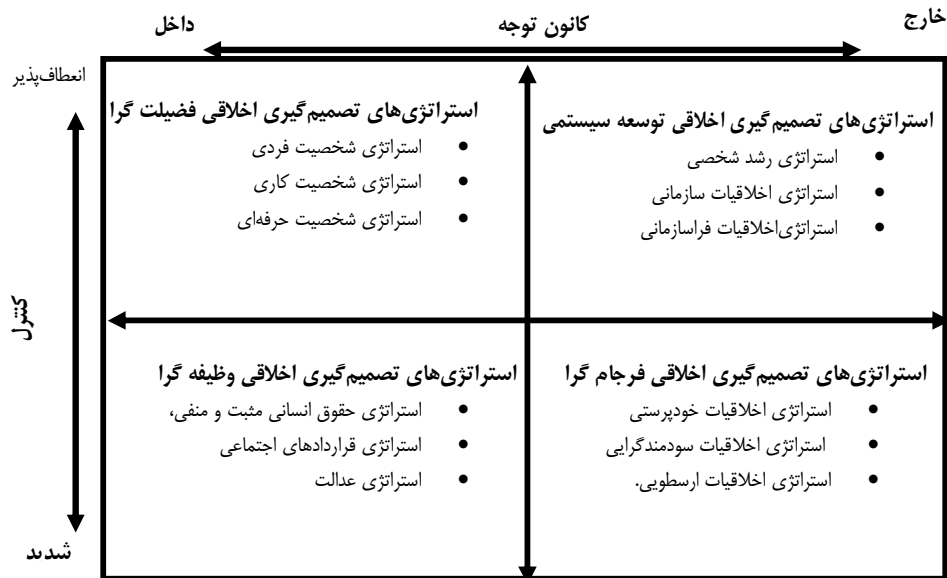 خارج
کانون توجه
داخل
انعطاف‌پذیر
استراتژی‌های تصمیم‌گیری اخلاقی توسعه سیستمی
• استراتژی رشد شخصی
• استراتژی اخلاقیات سازمانی
• استراتژی‌اخلاقیات فراسازمانی
استراتژی‌های تصمیم‌گیری اخلاقی فضیلت گرا
• استراتژی شخصیت فردی
• استراتژی شخصیت کاری
• استراتژی شخصیت حرفه‌ای
کنترل
استراتژی‌های تصمیم‌گیری اخلاقی فرجام گرا
• استراتژی اخلاقیات خودپرستی
• استراتژی اخلاقیات سودمندگرایی
• استراتژی اخلاقیات ارسطویی.
استراتژی‌های تصمیم‌گیری اخلاقی وظیفه گرا
• استراتژی حقوق انسانی مثبت و منفی،
• استراتژی قراردادهای اجتماعی
• استراتژی عدالت
شدید